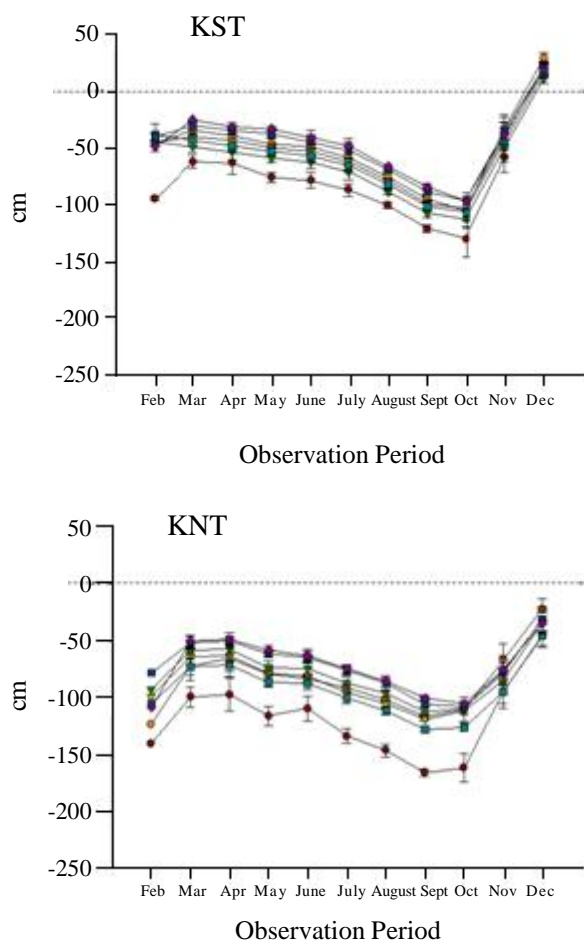 KST
50
0
-50
-100
-150
-200
-250
cm
Feb Mar Apr May June July August Sept Oct Nov Dec
Observation Period
KNT
50
0
-50
-100
-150
-200
-250
cm
Feb Mar Apr May June July August Sept Oct Nov Dec
Observation Period